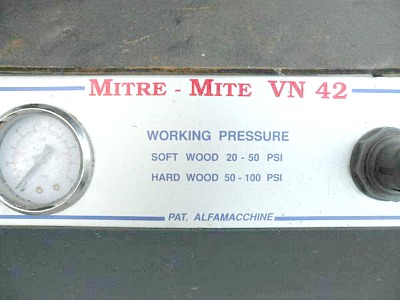 MITRE - MITE VN 42
WORKING PRESSURE
SOFT WOOD 20 - 50 PSI
HARD WOOD 50 - 100 PSI
PAT. ALFAMACCHINE